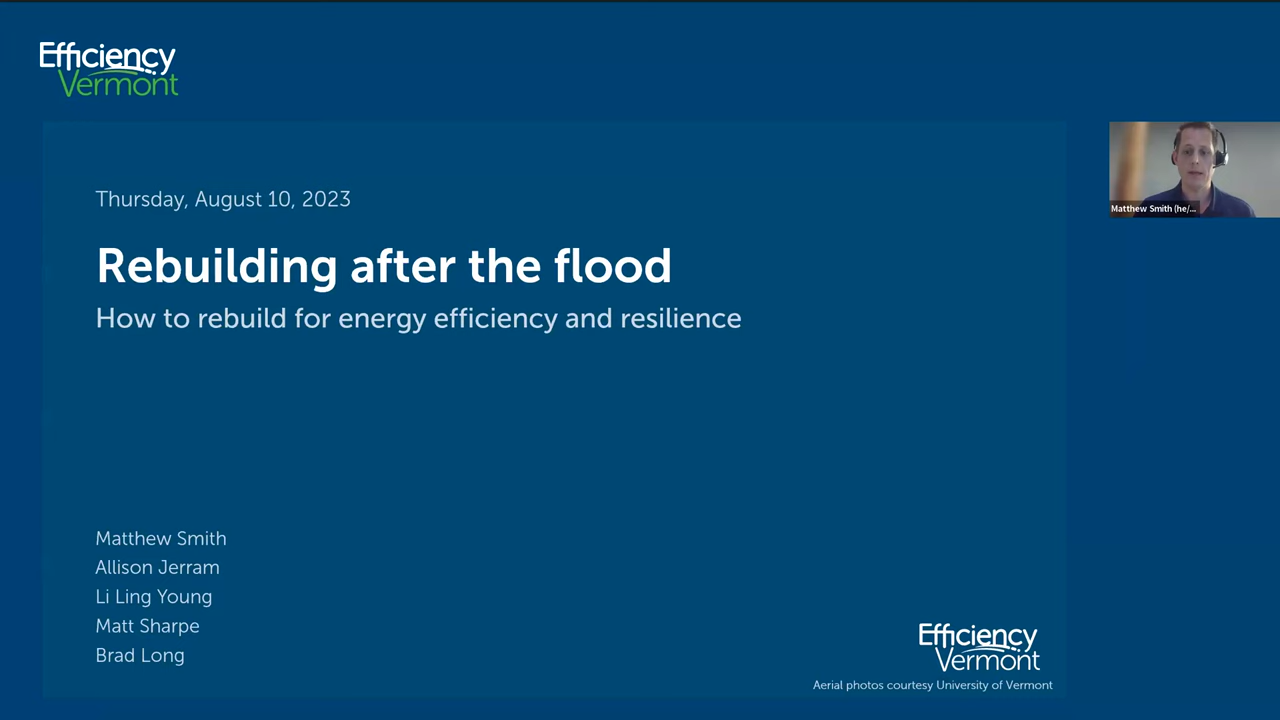 Efficiency
Vermont
Thursday, August 10, 2023
Rebuilding after the flood
How to rebuild for energy efficiency and resilience
Matthew Smith (he/...
Matthew Smith
Allison Jerram
Li Ling Young
Matt Sharpe
Brad Long
Efficiency
Vermont
Aerial photos courtesy University of Vermont